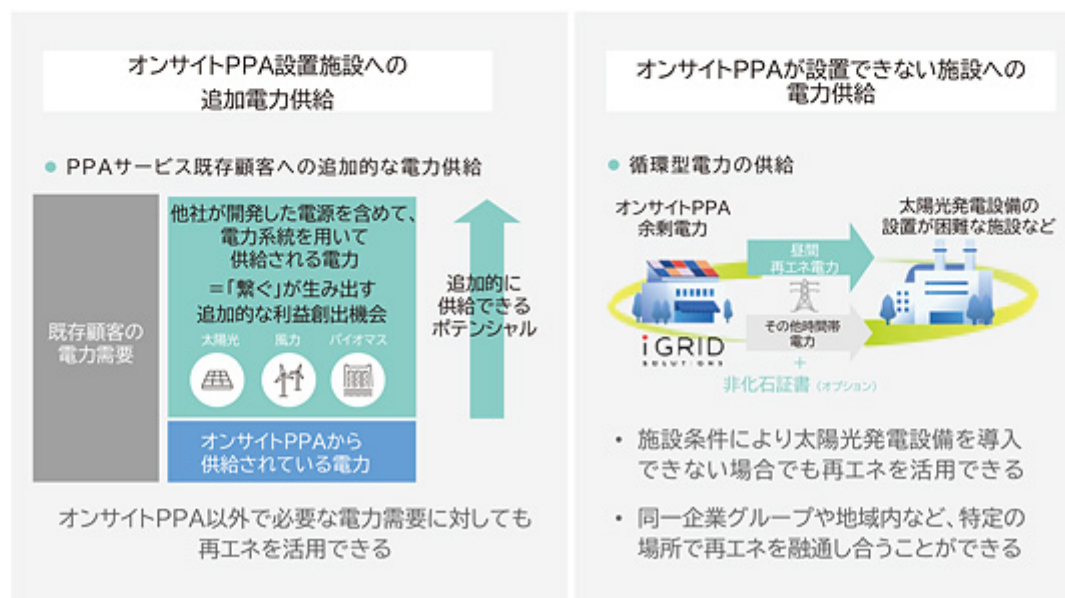 オンサイトPPA設置施設への
追加電力供給
● PPAサービス既存顧客への追加的な電力供給
既存顧客の
電力需要
他社が開発した電源を含めて、
電力系統を用いて
供給される電力
=「繋ぐ」が生み出す
追加的な利益創出機会
太陽光 風力 バイオマス
オンサイトPPAから
供給されている電力
追加的に
供給できる
ポテンシャル
オンサイトPPA以外で必要な電力需要に対しても
再エネを活用できる
オンサイトPPAが設置できない施設への
電力供給
● 循環型電力の供給
オンサイトPPA
余剰電力
太陽光発電設備の
設置が困難な施設など
昼間
再エネ電力
その他時間帯
電力
iGRID
SOLUTIONS
+
非化石証書(オプション)
・ 施設条件により太陽光発電設備を導入
できない場合でも再エネを活用できる
・ 同一企業グループや地域内など、特定の
場所で再エネを融通し合うことができる